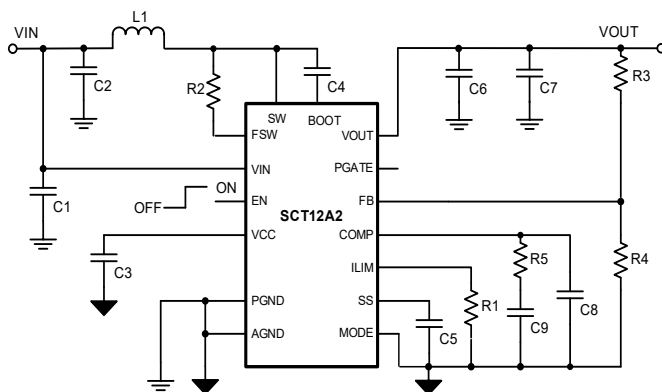 L1
VIN
VOUT
C2
R2
C4
C6
C7
R3
SW
BOOT
FSW
VOUT
VIN
PGATE
C1
ON
OFF
EN
SCT12A2
FB
VCC
COMP
C3
ILIM
R5
R4
R1
C8
PGND
SS
C9
C5
AGND
MODE